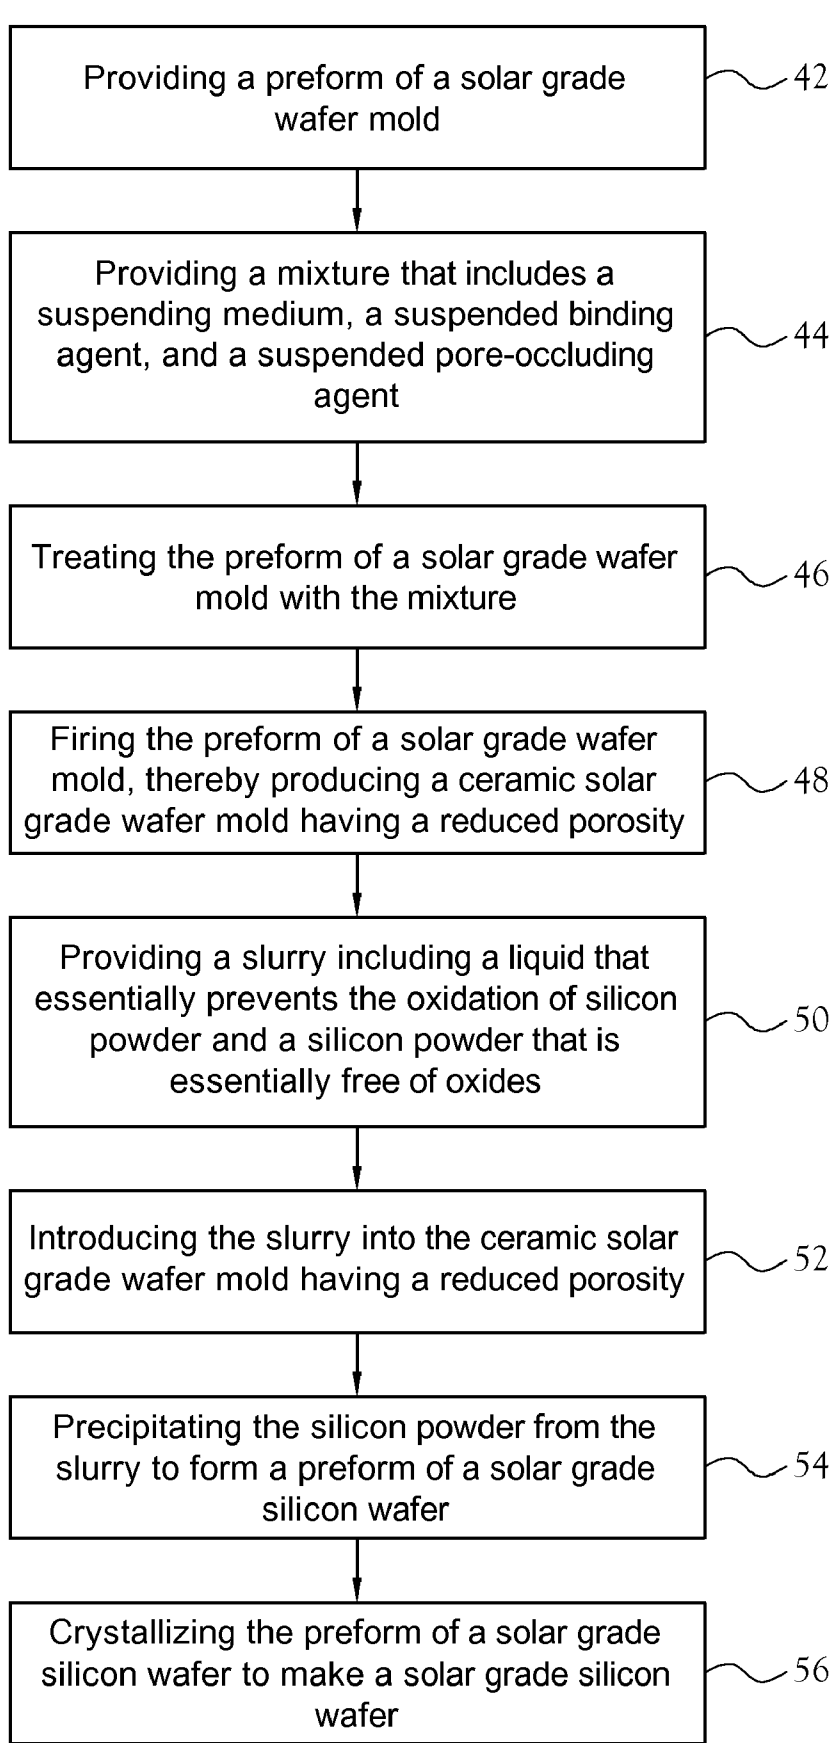 Providing a preform of a solar grade
wafer mold
42
Providing a mixture that includes a
suspending medium, a suspended binding
agent, and a suspended pore-occluding
agent
44
Treating the preform of a solar grade wafer
mold with the mixture
46
Firing the preform of a solar grade wafer
mold, thereby producing a ceramic solar
grade wafer mold having a reduced porosity
48
Providing a slurry including a liquid that
essentially prevents the oxidation of silicon
powder and a silicon powder that is
essentially free of oxides
50
Introducing the slurry into the ceramic solar
grade wafer mold having a reduced porosity
52
Precipitating the silicon powder from the
slurry to form a preform of a solar grade
silicon wafer
54
Crystallizing the preform of a solar grade
silicon wafer to make a solar grade silicon
wafer
56